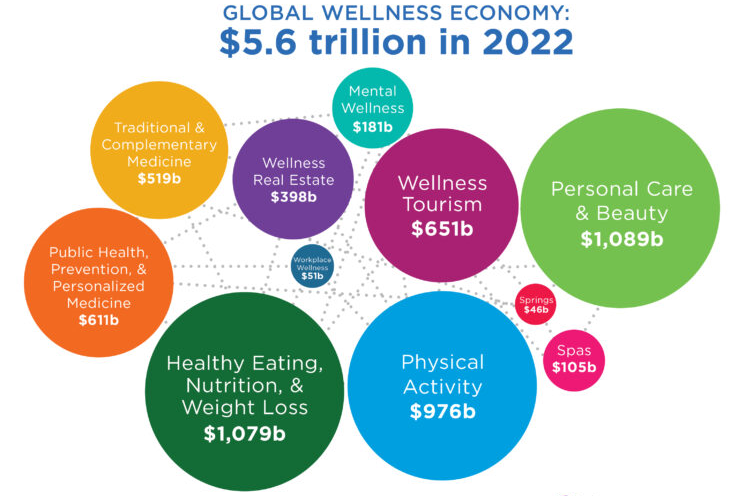 GLOBAL WELLNESS ECONOMY:
$5.6 trillion in 2022
Mental
Wellness
$181b
Traditional &
Complementary
Medicine
$519b
Wellness
Real Estate
$398b
Wellness
Tourism
$651b
Personal Care
& Beauty
$1,089b
Public Health,
Prevention, &
Personalized
Medicine
$611b
Workplace
Wellness
$51b
Springs
$46b
Healthy Eating,
Nutrition, &
Weight Loss
$1,079b
Physical
Activity
$976b
Spas
$105b